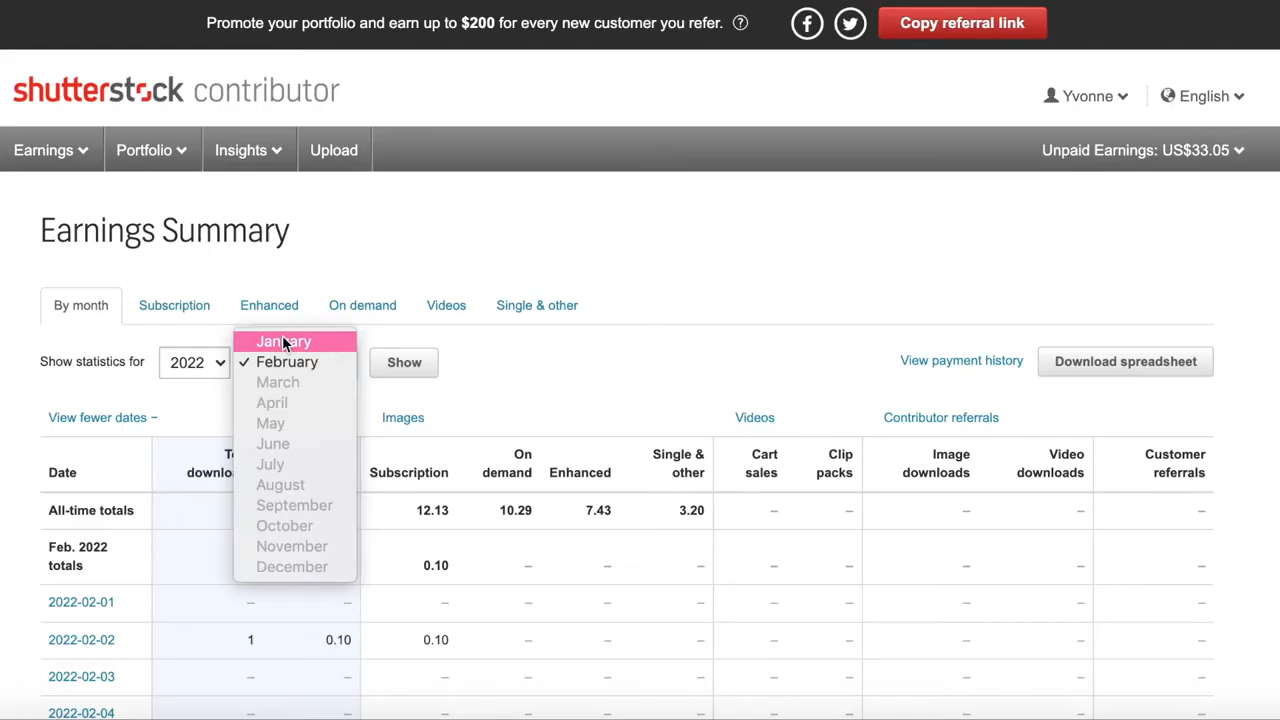 Promote your portfolio and earn up to $200 for every new customer you refer. ?
Copy referral link
shutterstock contributor
Yvonne
English
Earnings
Portfolio
Insights
Upload
Unpaid Earnings: US$33.05
Earnings Summary
By month
Subscription
Enhanced
On demand
Videos
Single & other
Show statistics for
2022
January
✓ February
March
April
May
June
July
August
September
October
November
December
Show
View payment history
Download spreadsheet
View fewer dates −
Images
Videos
Contributor referrals
Date
Subscription
On demand
Enhanced
Single & other
Cart sales
Clip packs
Image downloads
Video downloads
Customer referrals
All-time totals 12.13 10.29 7.43 3.20 – – – – –
Feb. 2022
totals 0.10 – – – – – – – –
2022-02-01 – – – – – – – – – – –
2022-02-02 1 0.10 0.10 – – – – – – – –
2022-02-03 – – – – – – – – – – –
2022-02-04